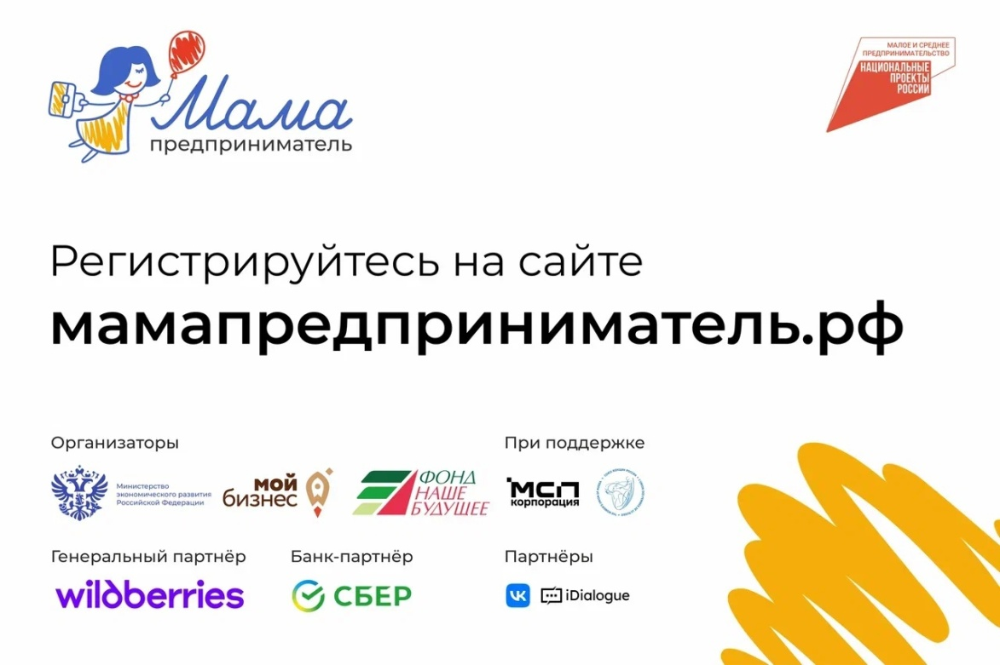 Мама
предприниматель
МАЛОЕ И СРЕДНЕЕ
ПРЕДПРИНИМАТЕЛЬСТВО
НАЦИОНАЛЬНЫЕ
ПРОЕКТЫ
РОССИИ
Регистрируйтесь на сайте
мамапредприниматель.рф
Организаторы
При поддержке
Министерство
экономического развития
Российской Федерации
мой
бизнес
ФОНД
НАШЕ
БУДУЩЕЕ
МСП
корпорация
Генеральный партнёр
Банк-партнёр
Партнёры
wildberries
СБЕР
VK
iDialogue